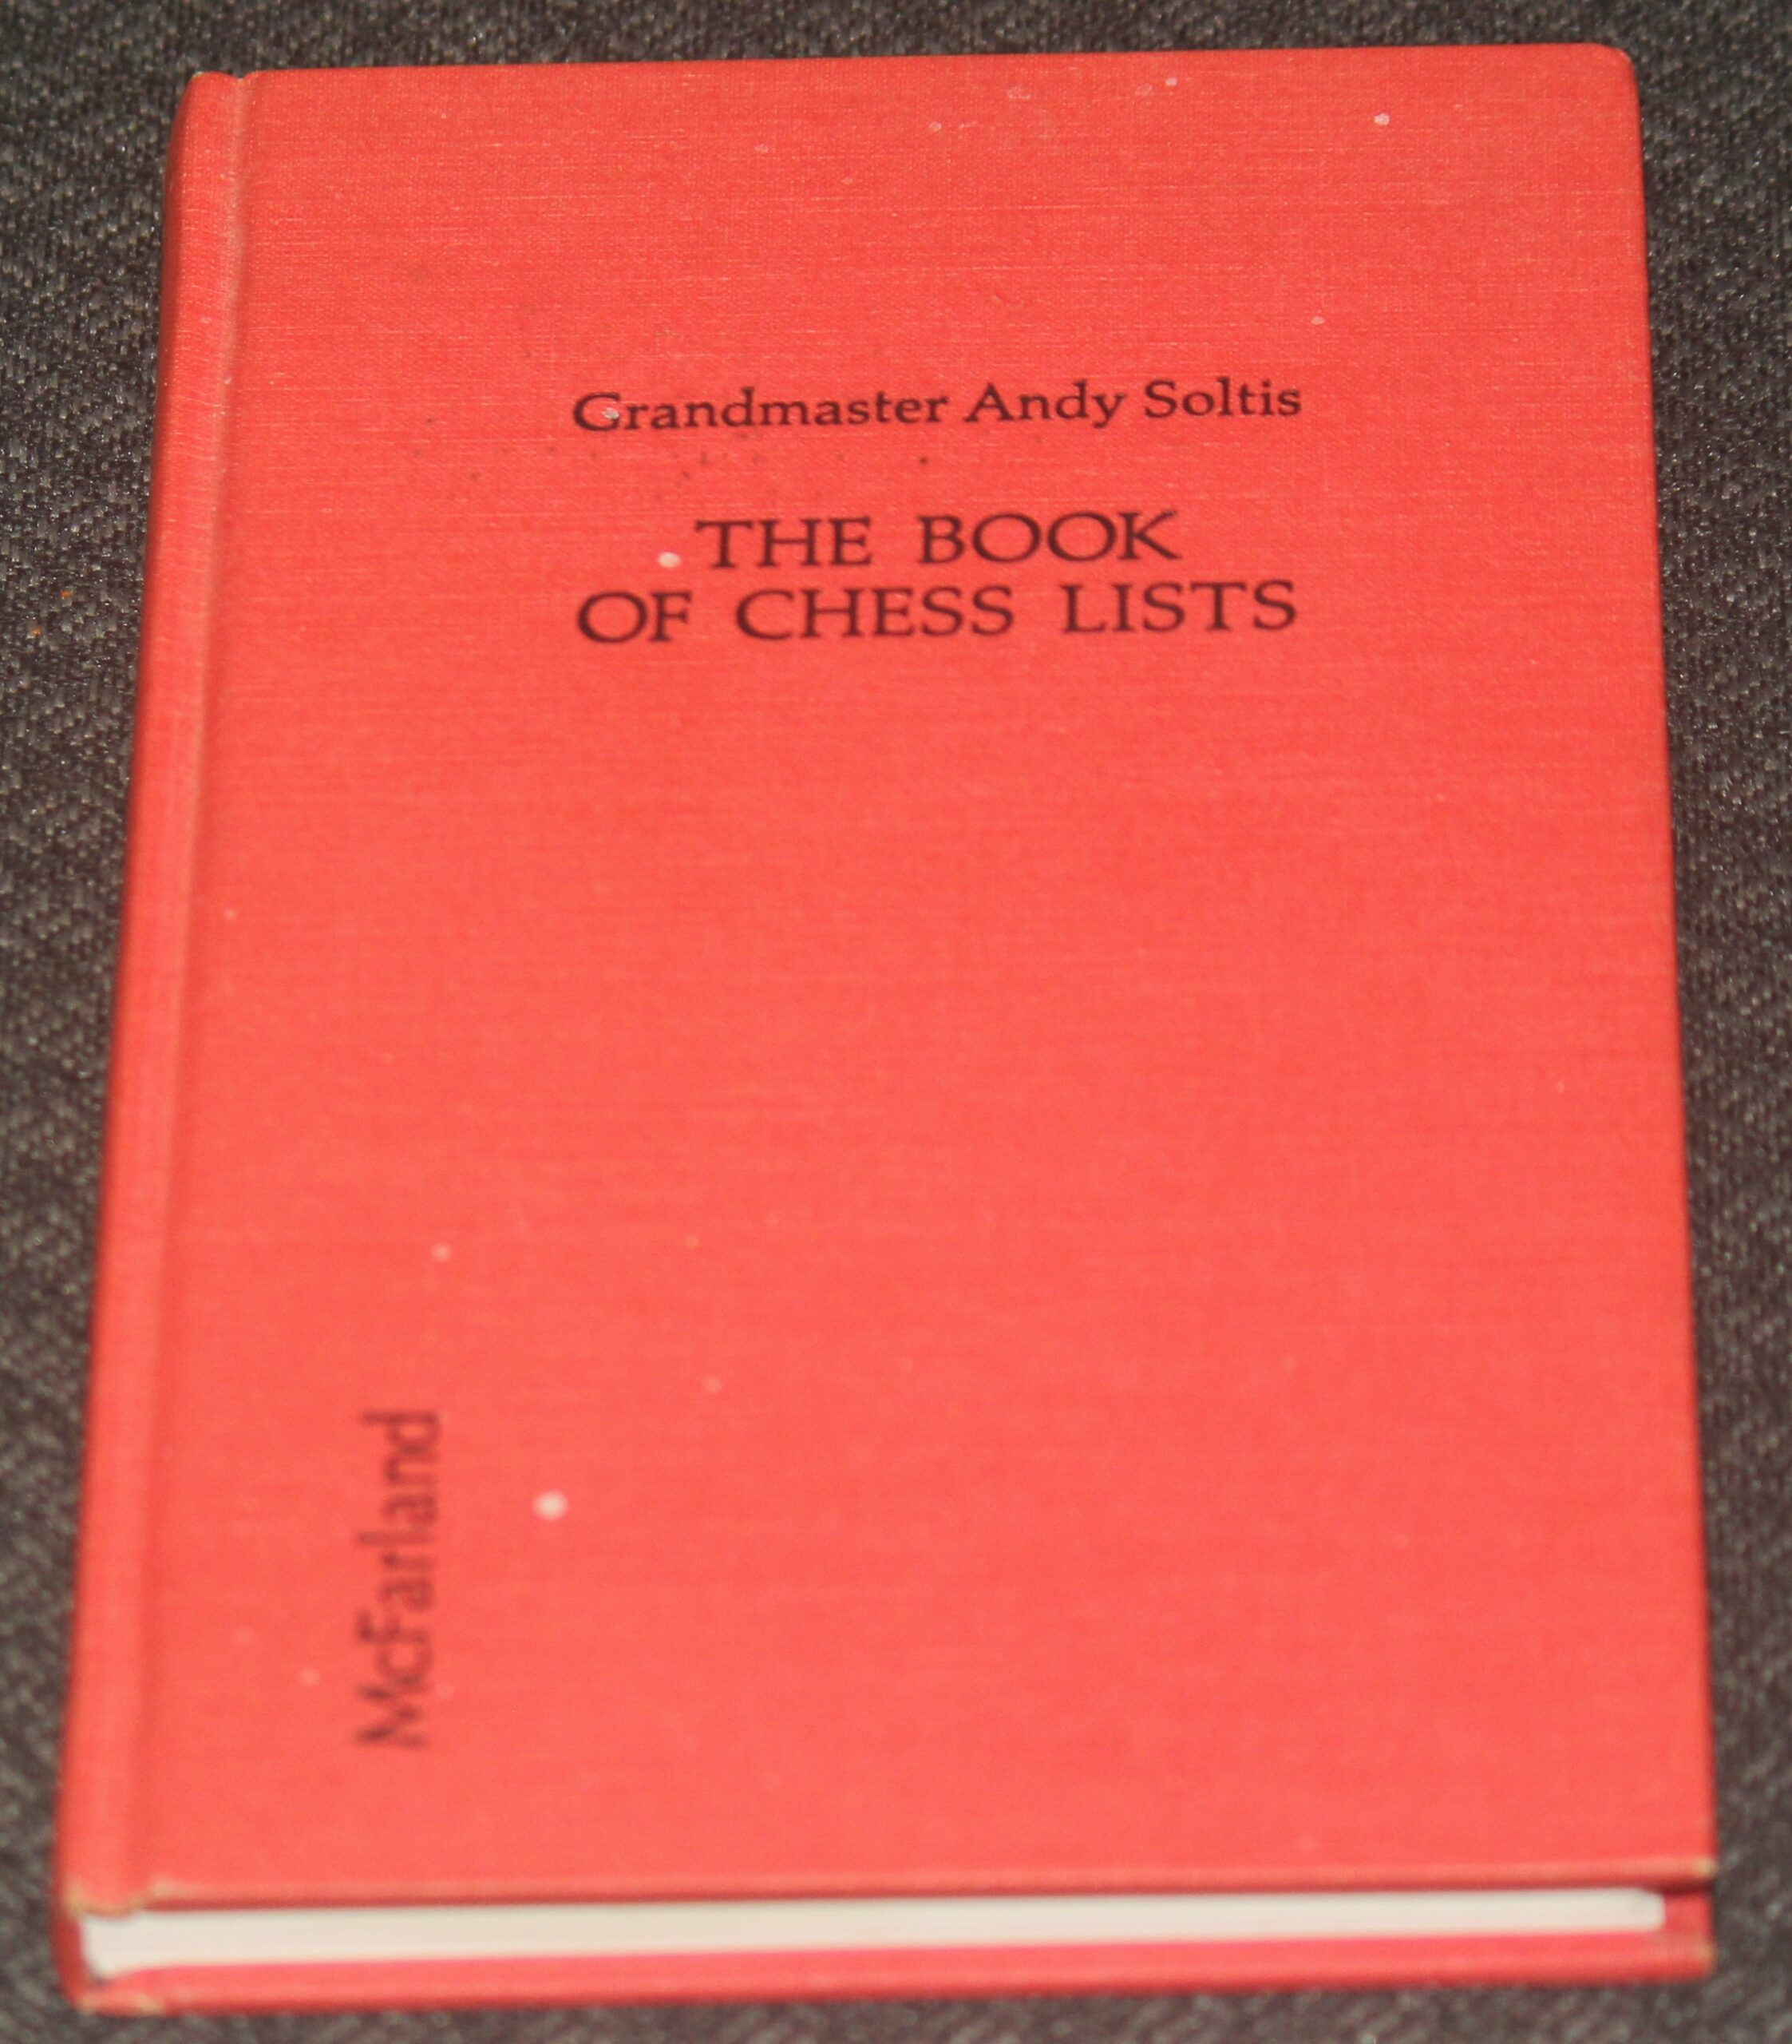 Grandmaster Andy Soltis
THE BOOK
OF CHESS LISTS
McFarland